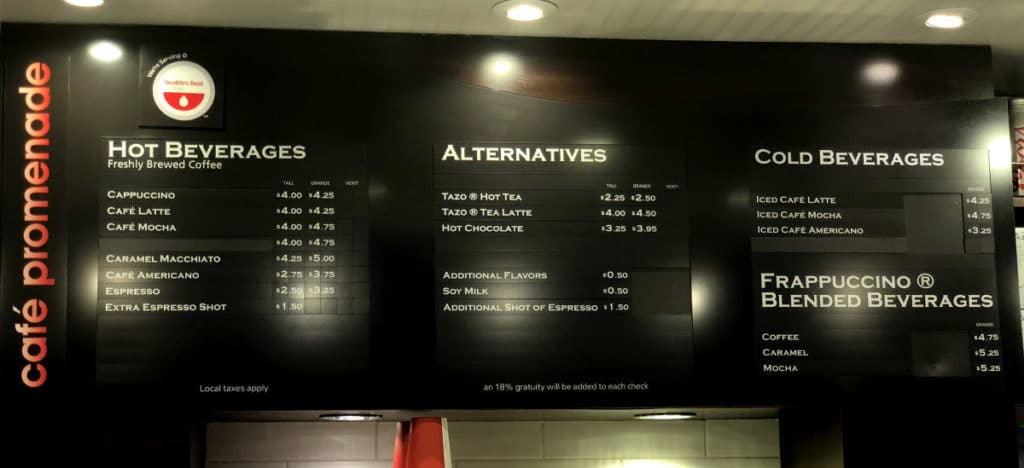 café promenade
We're Serving a
Seattle's Best
HOT BEVERAGES
Freshly Brewed Coffee
TALL GRANDE VENTI
CAPPUCCINO $4.00 $4.25
CAFÉ LATTE $4.00 $4.25
CAFÉ MOCHA $4.00 $4.75
$4.00 $4.75
CARAMEL MACCHIATO $4.25 $5.00
CAFÉ AMERICANO $2.75 $3.75
ESPRESSO $2.50 $3.25
EXTRA ESPRESSO SHOT $1.50
Local taxes apply
ALTERNATIVES
TALL GRANDE VENTI
TAZO ® HOT TEA $2.25 $2.50
TAZO ® TEA LATTE $4.00 $4.50
HOT CHOCOLATE $3.25 $3.95
ADDITIONAL FLAVORS $0.50
SOY MILK $0.50
ADDITIONAL SHOT OF ESPRESSO $1.50
an 18% gratuity will be added to each check
COLD BEVERAGES
GRANDE
ICED CAFÉ LATTE $4.25
ICED CAFÉ MOCHA $4.75
ICED CAFÉ AMERICANO $3.25
FRAPPUCCINO ®
BLENDED BEVERAGES
GRANDE
COFFEE $4.75
CARAMEL $5.25
MOCHA $5.25